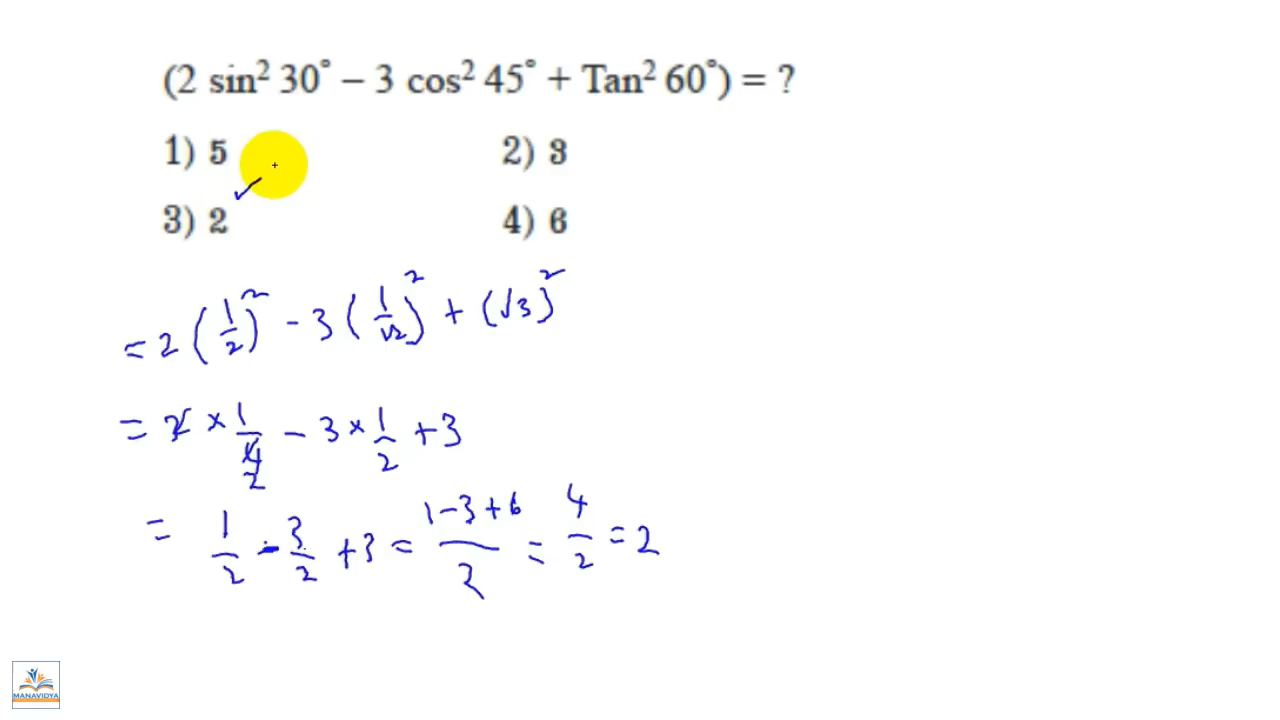 (2 sin² 30° – 3 cos² 45° + Tan² 60°) = ?
1) 5 2) 3
3) 2 ✓ 4) 6
= 2 (1/2)² - 3 (1/√2)² + (√3)²
= 2 × 1/4 2 - 3 × 1/2 + 3
= 1/2 - 3/2 + 3 = (1-3+6)/2 = 4/2 = 2
MANAVIDYA